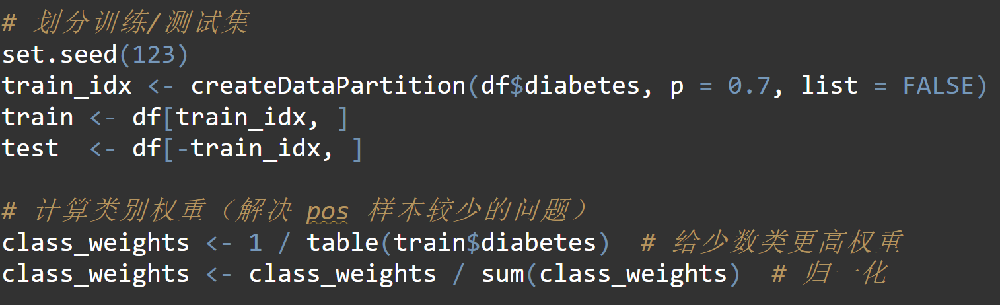 # 划分训练/测试集
set.seed(123)
train_idx <- createDataPartition(df$diabetes, p = 0.7, list = FALSE)
train <- df[train_idx, ]
test  <- df[-train_idx, ]
# 计算类别权重（解决 pos 样本较少的问题）
class_weights <- 1 / table(train$diabetes)  # 给少数类更高权重
class_weights <- class_weights / sum(class_weights)  # 归一化